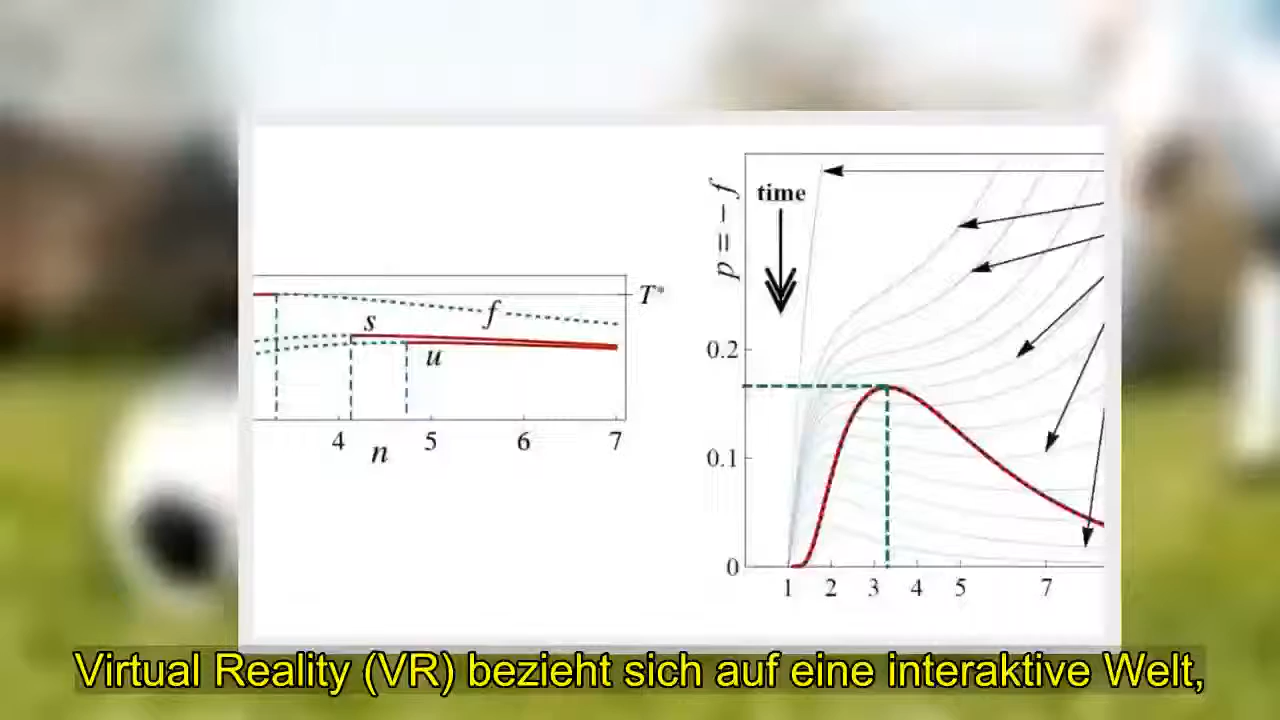 T*
f
s
u
4 5 6 7
n
p = – f
time
0.2
0.1
0
1 2 3 4 5 7
Virtual Reality (VR) bezieht sich auf eine interaktive Welt,